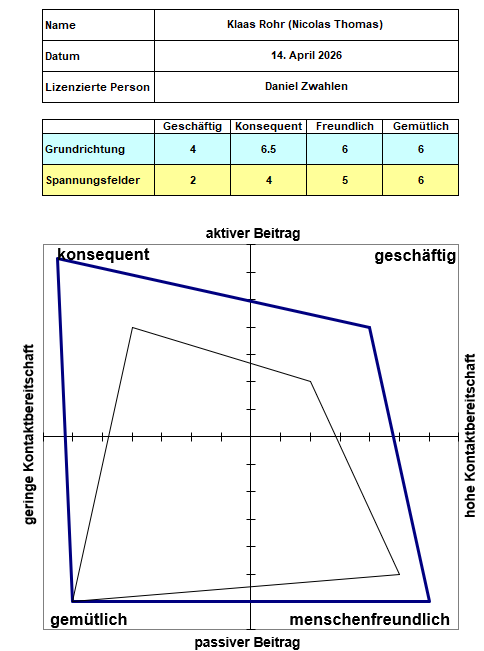 Name Klaas Rohr (Nicolas Thomas)
Datum 14. April 2026
Lizenzierte Person Daniel Zwahlen
Geschäftig Konsequent Freundlich Gemütlich
Grundrichtung 4 6.5 6 6
Spannungsfelder 2 4 5 6
aktiver Beitrag
konsequent geschäftig
geringe Kontaktbereitschaft
hohe Kontaktbereitschaft
gemütlich menschenfreundlich
passiver Beitrag